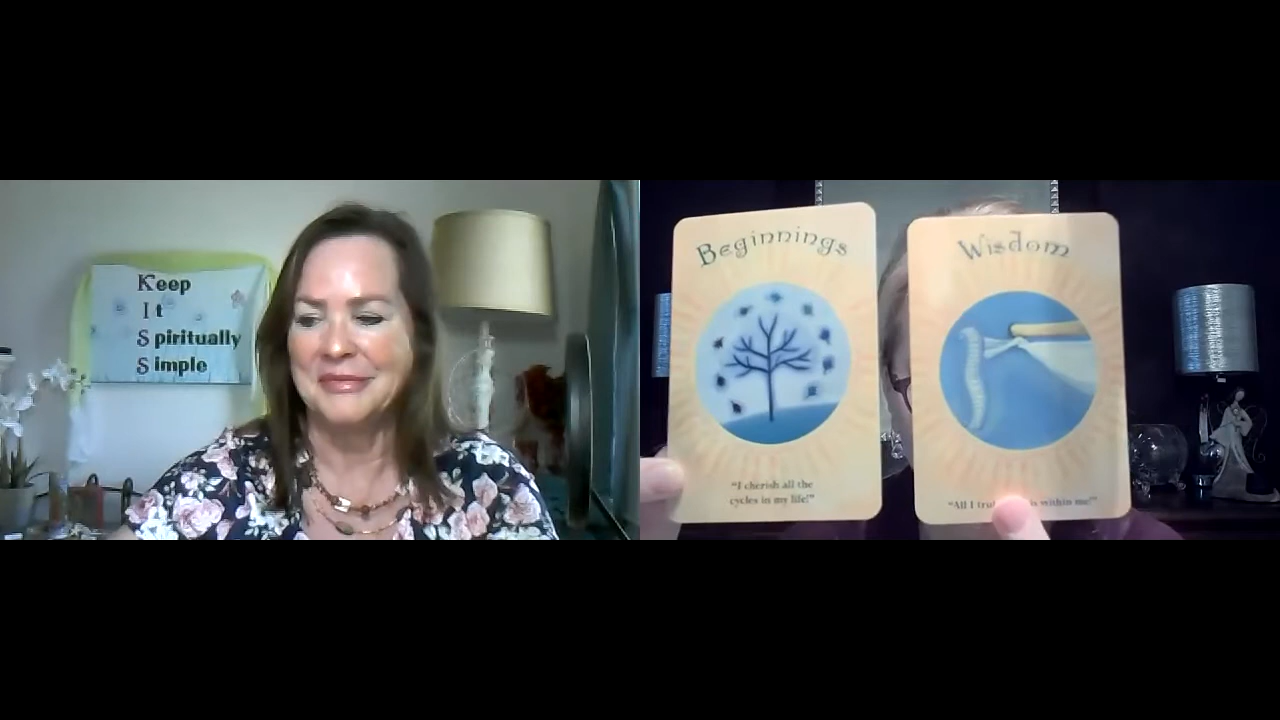 Keep
It
Spiritually
Simple
Beginnings
"I cherish all the
cycles in my life!"
Wisdom
"All I is within me!"